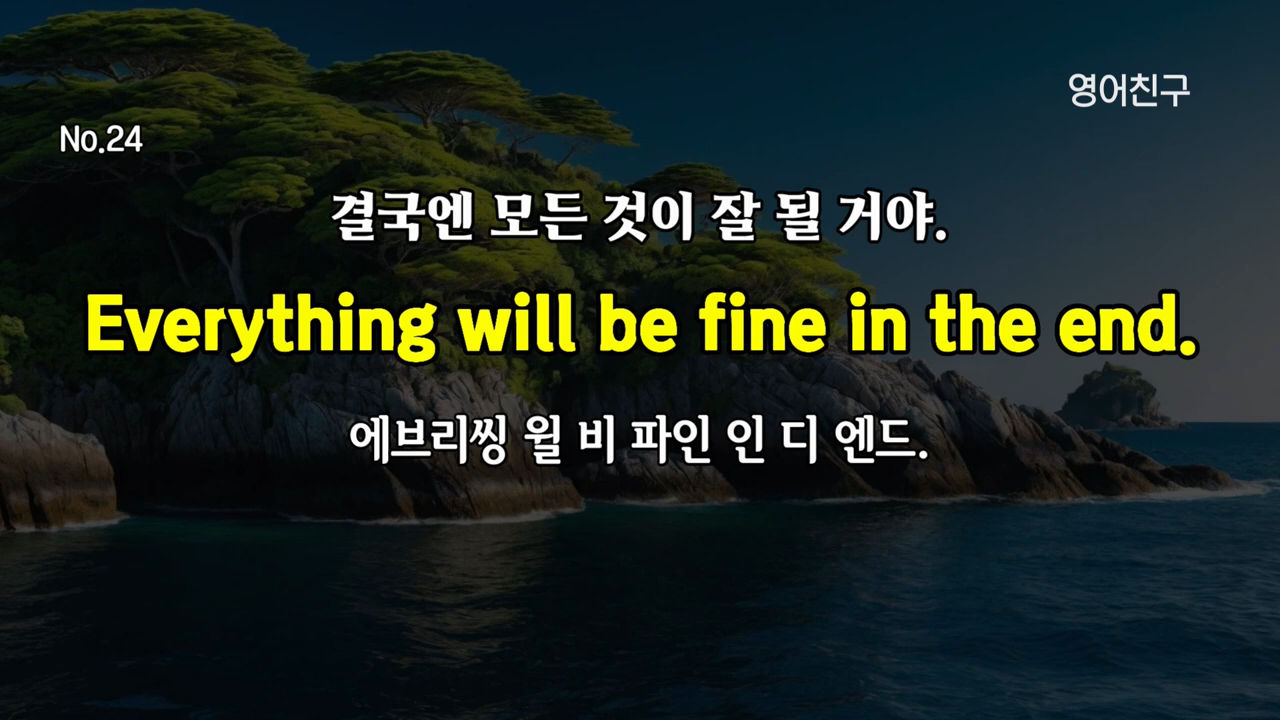 영어친구
No.24
결국엔 모든 것이 잘 될 거야.
Everything will be fine in the end.
에브리씽 윌 비 파인 인 디 엔드.